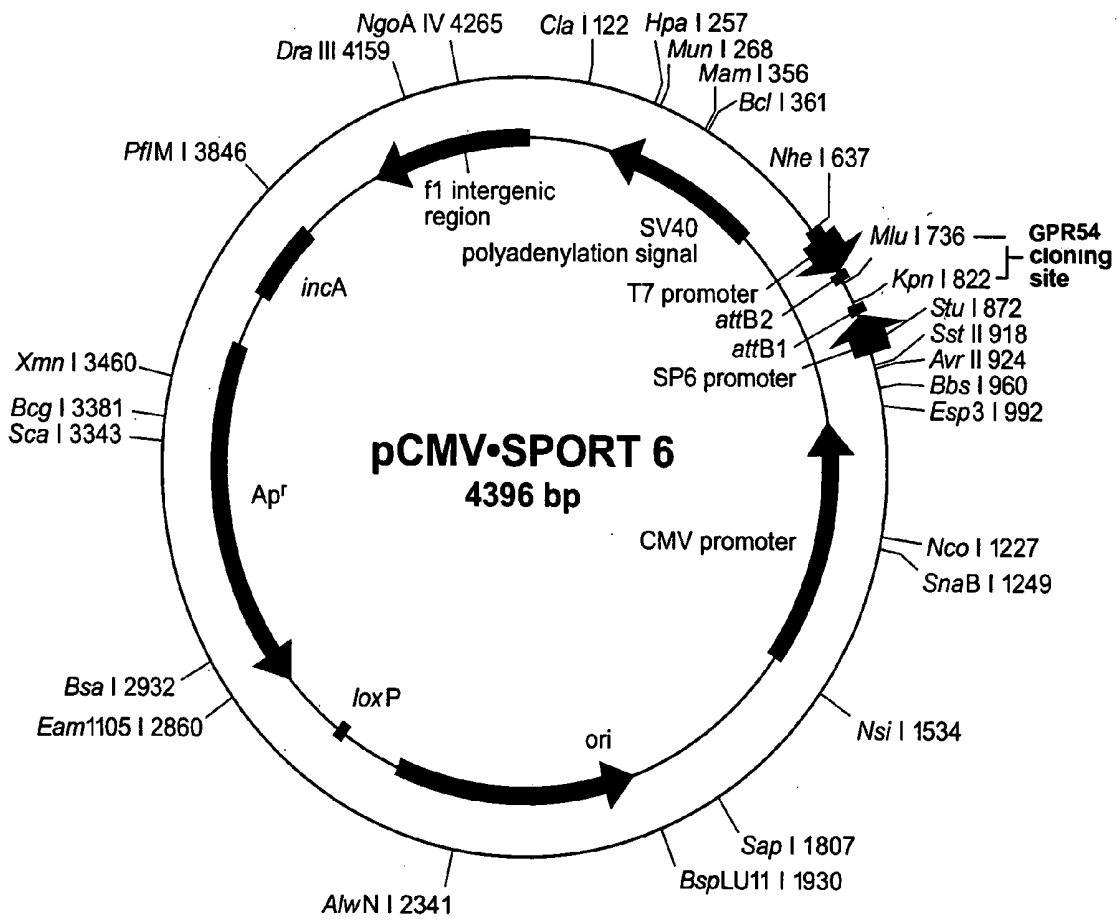 NgoA IV 4265
Cla I 122
Hpa I 257
Dra III 4159
Mun I 268
Mam I 356
Bcl I 361
PflM I 3846
Nhe I 637
f1 intergenic
region
SV40
polyadenylation signal
Mlu I 736
GPR54
cloning
site
incA
T7 promoter
Kpn I 822
attB2
Stu I 872
attB1
Sst II 918
SP6 promoter
Avr II 924
Xmn I 3460
Bbs I 960
Bcg I 3381
Esp3 I 992
Sca I 3343
pCMV•SPORT 6
4396 bp
Apr
CMV promoter
Nco I 1227
SnaB I 1249
Bsa I 2932
loxP
Eam1105 I 2860
ori
Nsi I 1534
Sap I 1807
BspLU11 I 1930
AlwN I 2341